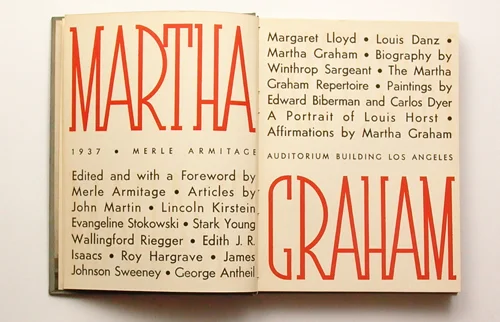 MARTHA
1937 • MERLE ARMITAGE
Edited and with a Foreword by
Merle Armitage • Articles by
John Martin • Lincoln Kirstein
Evangeline Stokowski • Stark Young
Wallingford Riegger • Edith J. R.
Isaacs • Roy Hargrave • James
Johnson Sweeney • George Antheil
Margaret Lloyd • Louis Danz •
Martha Graham • Biography by
Winthrop Sargeant • The Martha
Graham Repertoire • Paintings by
Edward Biberman and Carlos Dyer
A Portrait of Louis Horst •
Affirmations by Martha Graham
AUDITORIUM BUILDING LOS ANGELES
GRAHAM